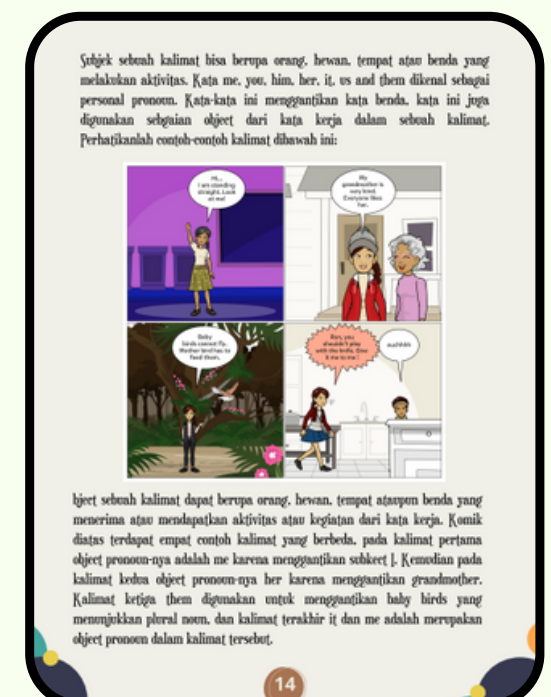 Subjek sebuah kalimat bisa berupa orang, hewan, tempat atau benda yang
melakukan aktivitas. Kata me, you, him, her, it, us and them dikenal sebagai
personal pronoun. Kata-kata ini menggantikan kata benda, kata ini juga
digunakan sebgaian object dari kata kerja dalam sebuah kalimat.
Perhatikanlah contoh-contoh kalimat dibawah ini:
Hi...
I am standing
straight. Look
at me!
My
grandmother is
very kind.
Everyone likes
her.
Baby
birds cannot fly.
Mother bird has to
feed them.
Ron, you
shouldn't play
with the knife. Give
it me to me !
ouchhhh
bject sebuah kalimat dapat berupa orang, hewan, tempat ataupun benda yang
menerima atau mendapatkan aktivitas atau kegiatan dari kata kerja. Komik
diatas terdapat empat contoh kalimat yang berbeda, pada kalimat pertama
object pronoun-nya adalah me karena menggantikan subkect I. Kemudian pada
kalimat kedua object pronoun-nya her karena menggantikan grandmother.
Kalimat ketiga them digunakan untuk menggantikan baby birds yang
menunjukkan plural noun, dan kalimat terakhir it dan me adalah merupakan
object pronoun dalam kalimat tersebut.
14